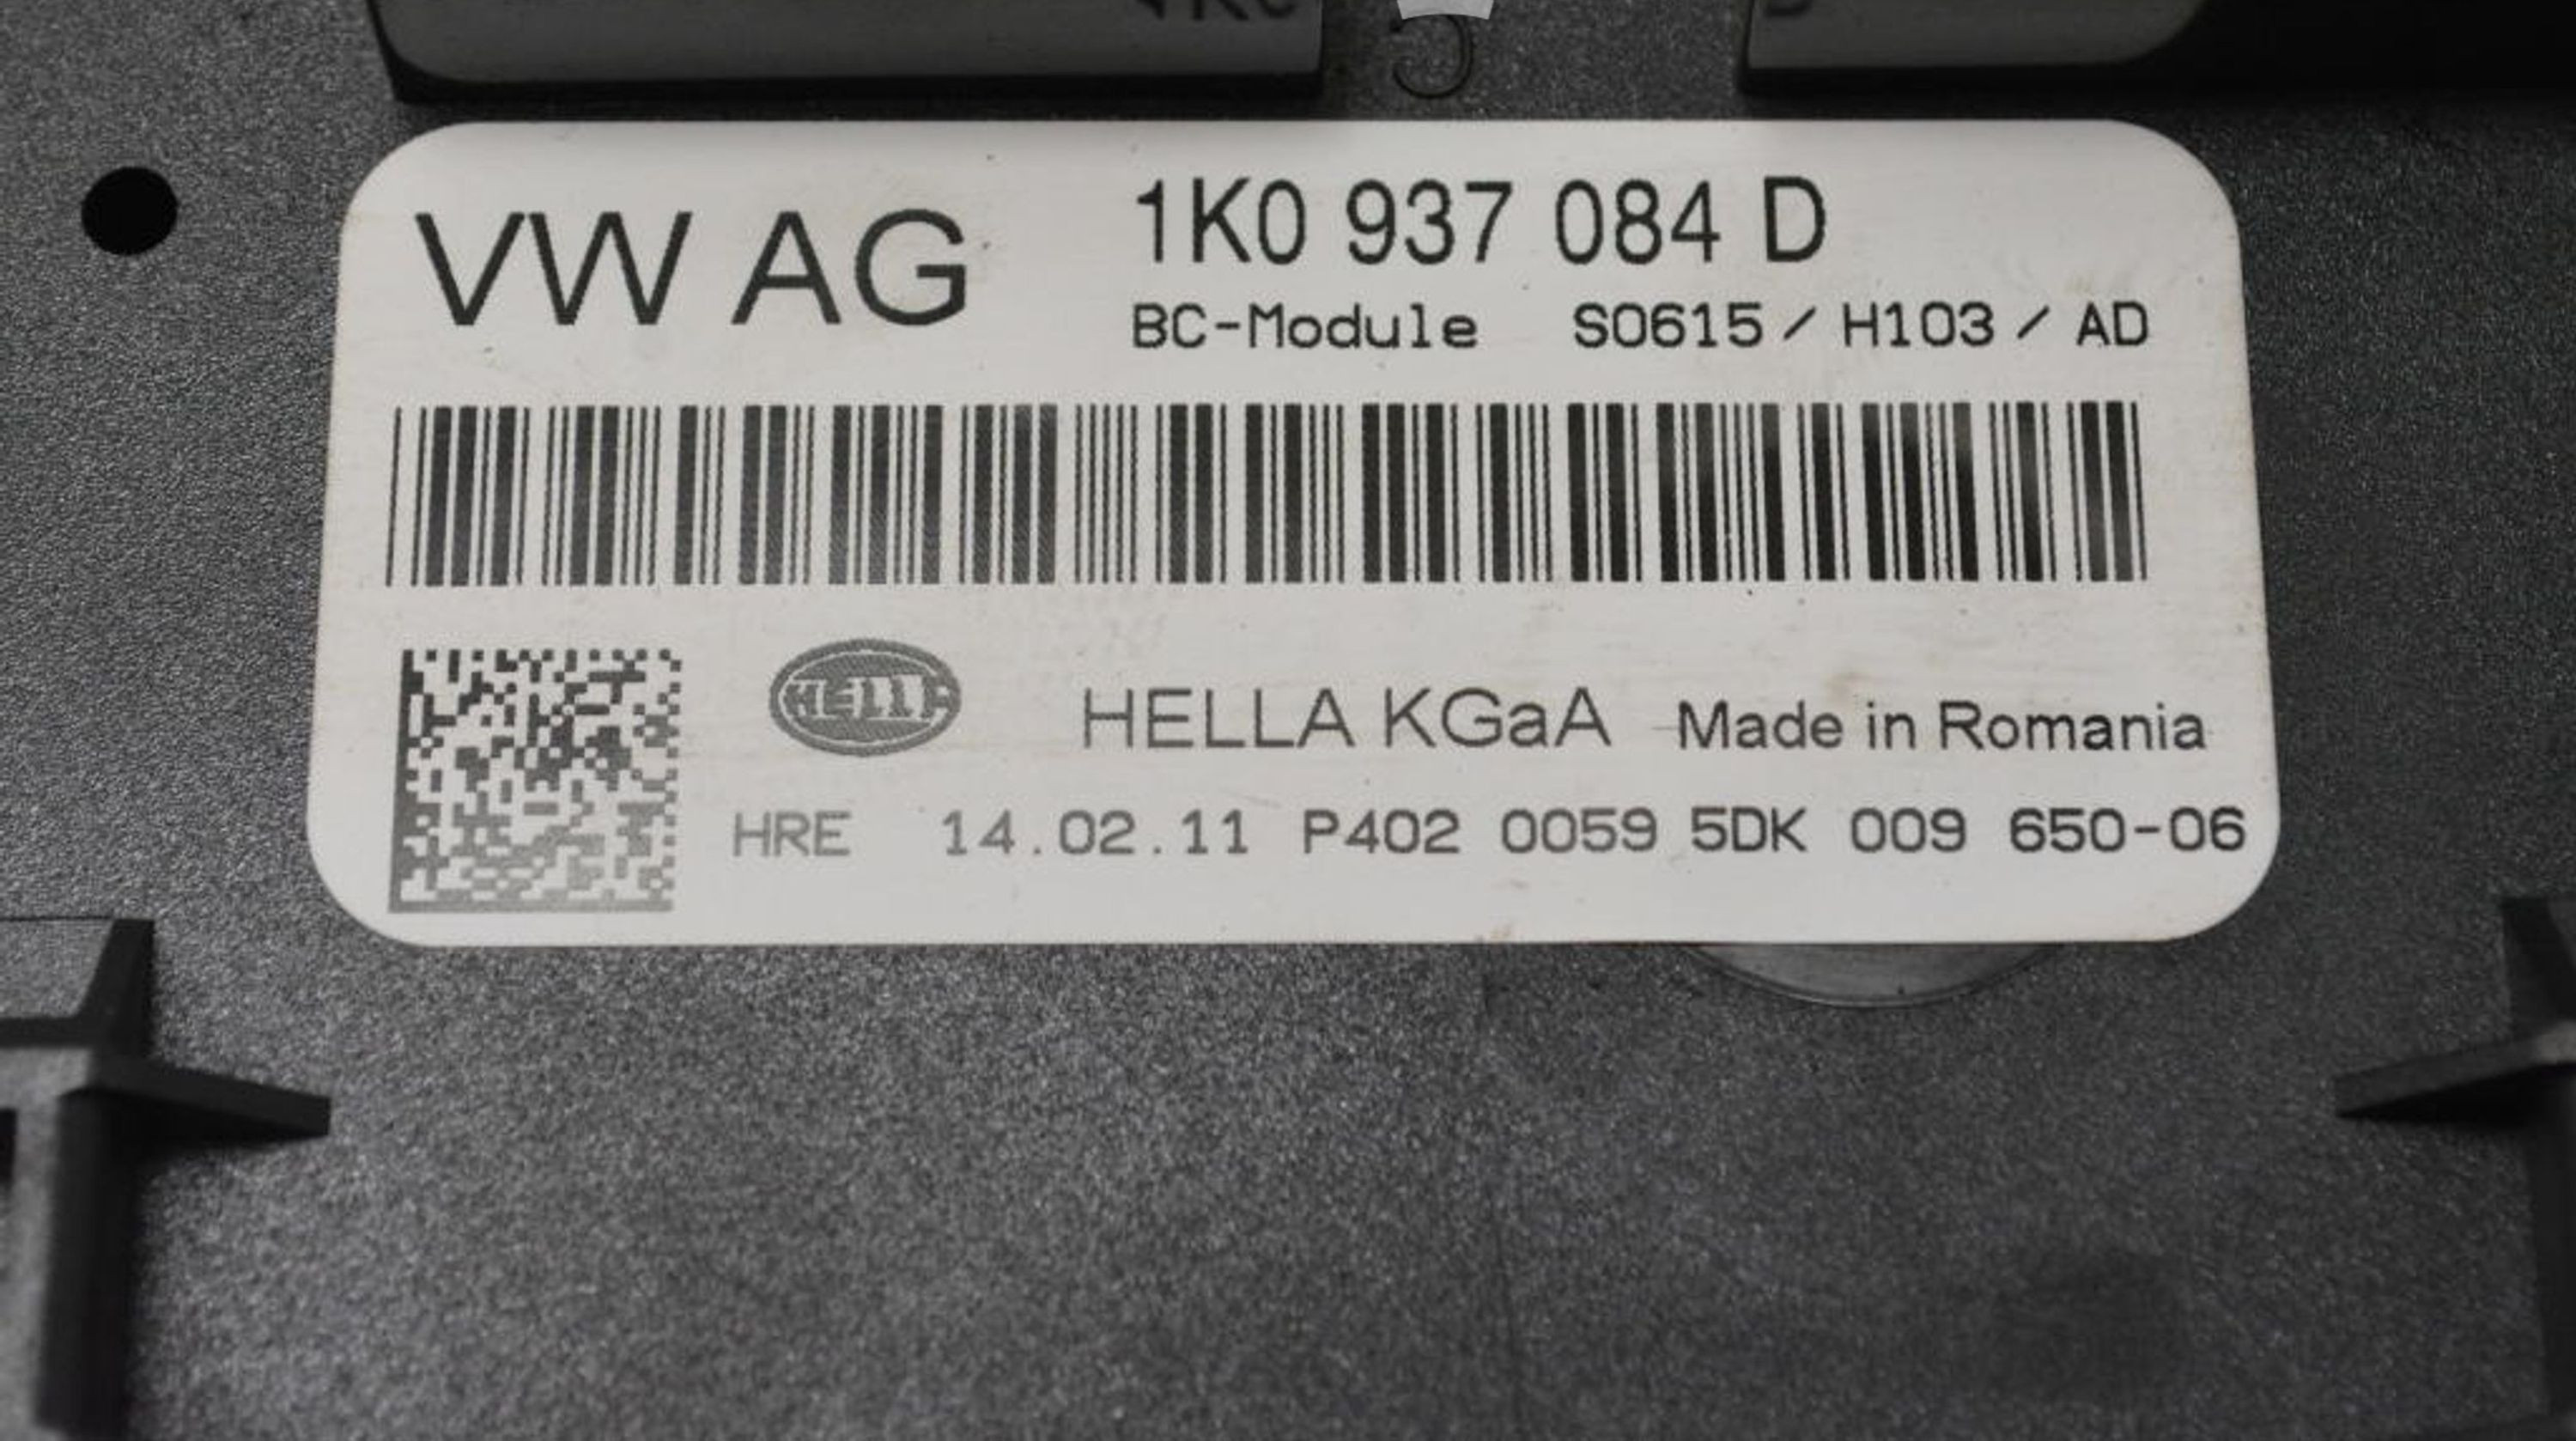 VW AG
1K0 937 084 D
BC-Module S0615 / H103 / AD
HELLA
HELLA KGaA Made in Romania
HRE 14.02.11 P402 0059 5DK 009 650-06